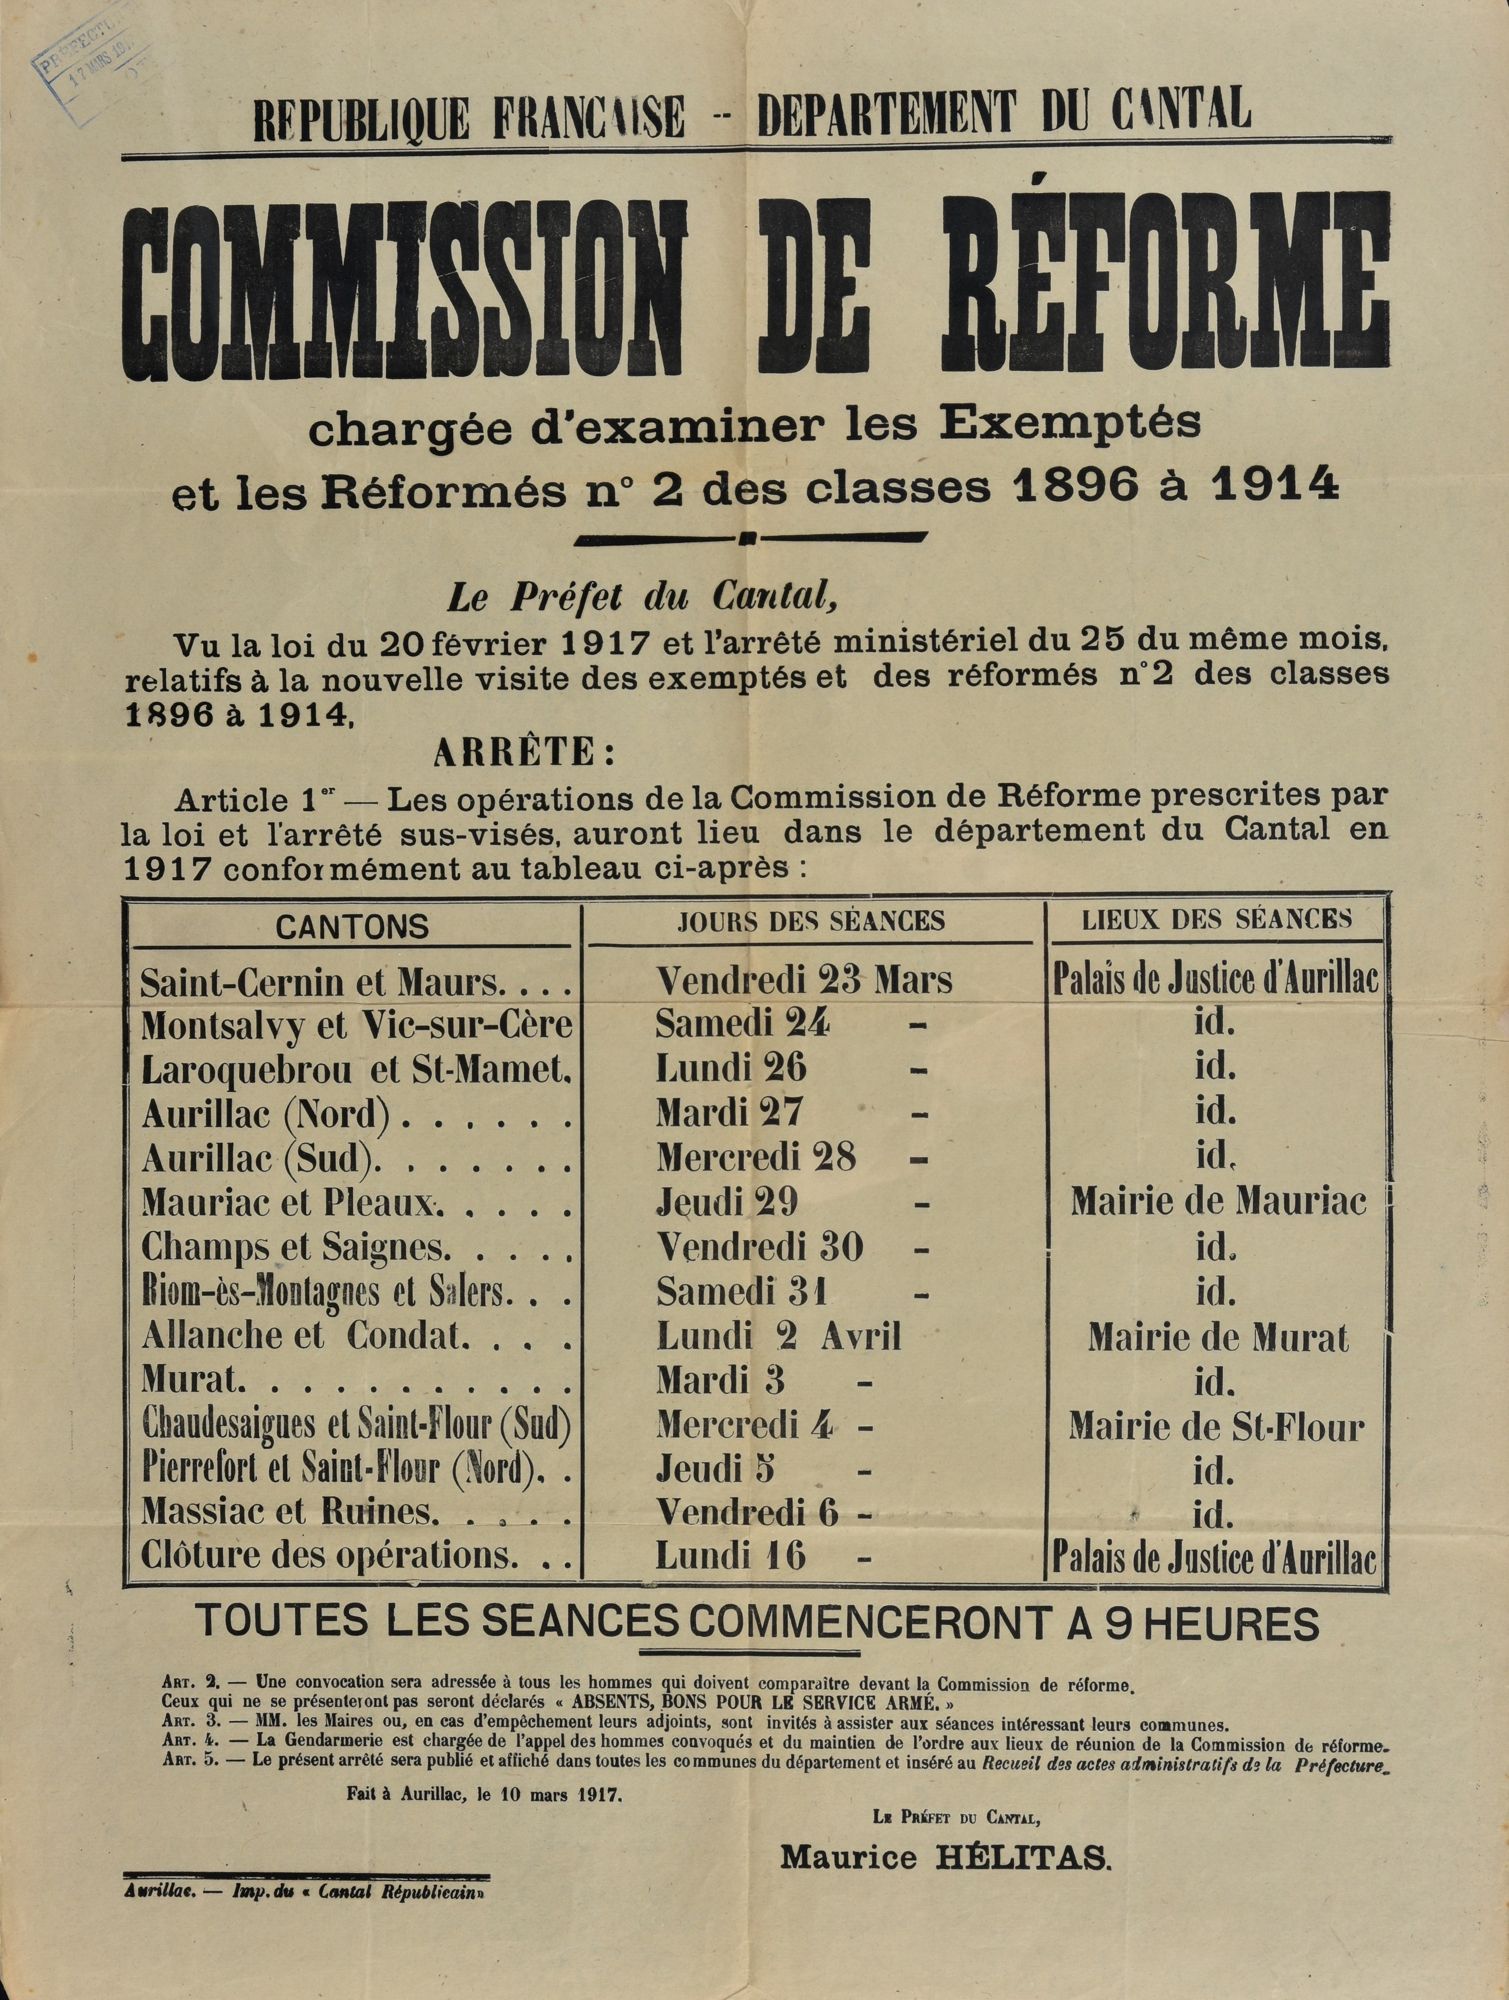 PRÉFECTU
17 MARS 19
REPUBLIQUE FRANCAISE -- DEPARTEMENT DU CANTAL
COMMISSION DE RÉFORME
chargée d'examiner les Exemptés
et les Réformés n° 2 des classes 1896 à 1914
Le Préfet du Cantal,
Vu la loi du 20 février 1917 et l'arrêté ministériel du 25 du même mois,
relatifs à la nouvelle visite des exemptés et des réformés n° 2 des classes
1896 à 1914,
ARRÊTE :
Article 1er — Les opérations de la Commission de Réforme prescrites par
la loi et l'arrêté sus-visés, auront lieu dans le département du Cantal en
1917 conformément au tableau ci-après :
CANTONS JOURS DES SÉANCES LIEUX DES SÉANCES
Saint-Cernin et Maurs. . . . Vendredi 23 Mars Palais de Justice d'Aurillac
Montsalvy et Vic-sur-Cère Samedi 24 - id.
Laroquebrou et St-Mamet. Lundi 26 - id.
Aurillac (Nord) . . . . . . Mardi 27 - id.
Aurillac (Sud). . . . . . . Mercredi 28 - id.
Mauriac et Pleaux. . . . . Jeudi 29 - Mairie de Mauriac
Champs et Saignes. . . . . Vendredi 30 - id.
Riom-ès-Montagnes et Salers. . . Samedi 31 - id.
Allanche et Condat. . . . Lundi 2 Avril Mairie de Murat
Murat. . . . . . . . . . . Mardi 3 - id.
Chaudesaigues et Saint-Flour (Sud) Mercredi 4 - Mairie de St-Flour
Pierrefort et Saint-Flour (Nord). . Jeudi 5 - id.
Massiac et Ruines. . . . . Vendredi 6 - id.
Clôture des opérations. . . Lundi 16 - Palais de Justice d'Aurillac
TOUTES LES SEANCES COMMENCERONT A 9 HEURES
ART. 2. — Une convocation sera adressée à tous les hommes qui doivent comparaître devant la Commission de réforme.
Ceux qui ne se présenteront pas seront déclarés « ABSENTS, BONS POUR LE SERVICE ARMÉ. »
ART. 3. — MM. les Maires ou, en cas d'empêchement leurs adjoints, sont invités à assister aux séances intéressant leurs communes.
ART. 4. — La Gendarmerie est chargée de l'appel des hommes convoqués et du maintien de l'ordre aux lieux de réunion de la Commission de réforme.
ART. 5. — Le présent arrêté sera publié et affiché dans toutes les communes du département et inséré au Recueil des actes administratifs de la Préfecture.
Fait à Aurillac, le 10 mars 1917.
LE PRÉFET DU CANTAL,
Maurice HÉLITAS.
Aurillac. — Imp. du « Cantal Républicain »